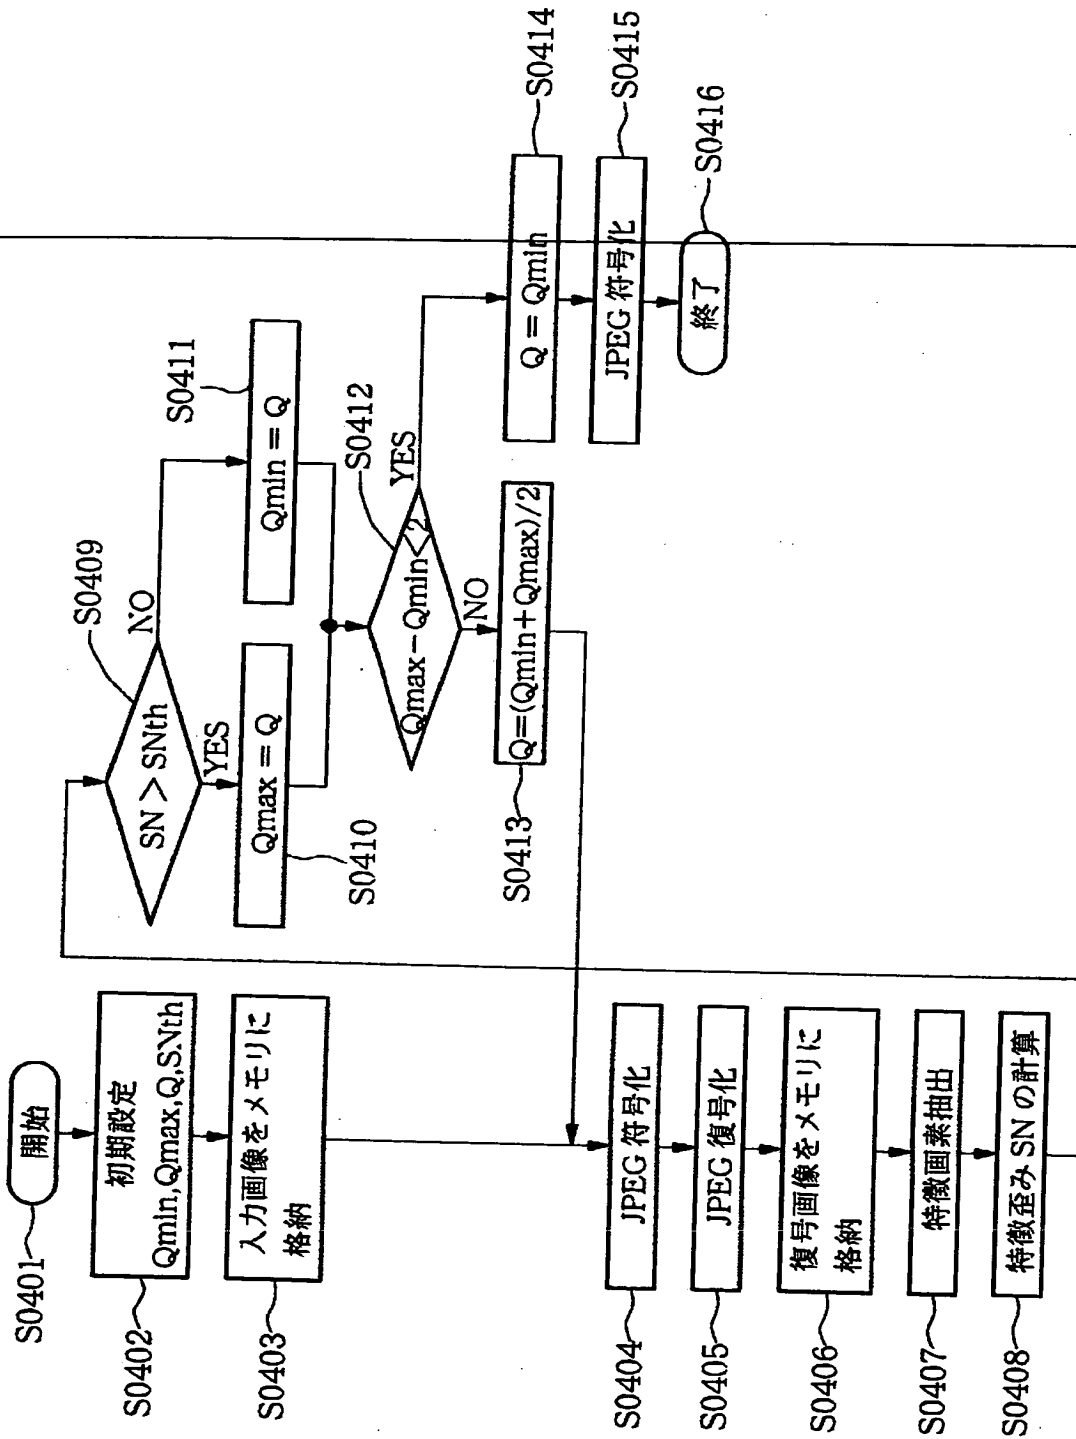 開始
S0401
初期設定
Qmin,Qmax,Q,SNth
S0402
入力画像をメモリに
格納
S0403
JPEG 符号化
S0404
JPEG 復号化
S0405
復号画像をメモリに
格納
S0406
特徴画素抽出
S0407
特徴歪み SN の計算
S0408
SN > SNth
S0409
YES
NO
Qmax = Q
S0410
Qmin = Q
S0411
Qmax−Qmin<2
S0412
YES
NO
Q=(Qmin+Qmax)/2
S0413
Q = Qmin
S0414
JPEG 符号化
S0415
終了
S0416